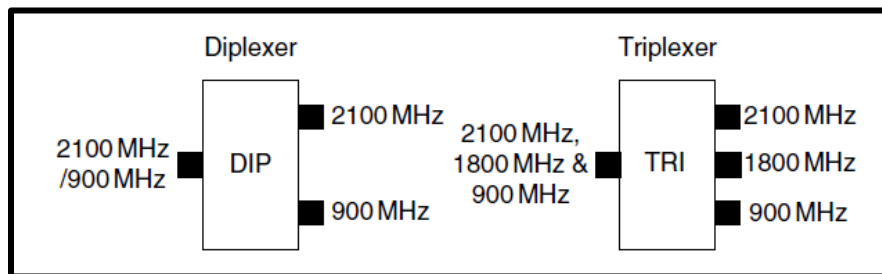 Diplexer
2100 MHz
/900 MHz
DIP
2100 MHz
900 MHz
Triplexer
2100 MHz,
1800 MHz &
900 MHz
TRI
2100 MHz
1800 MHz
900 MHz